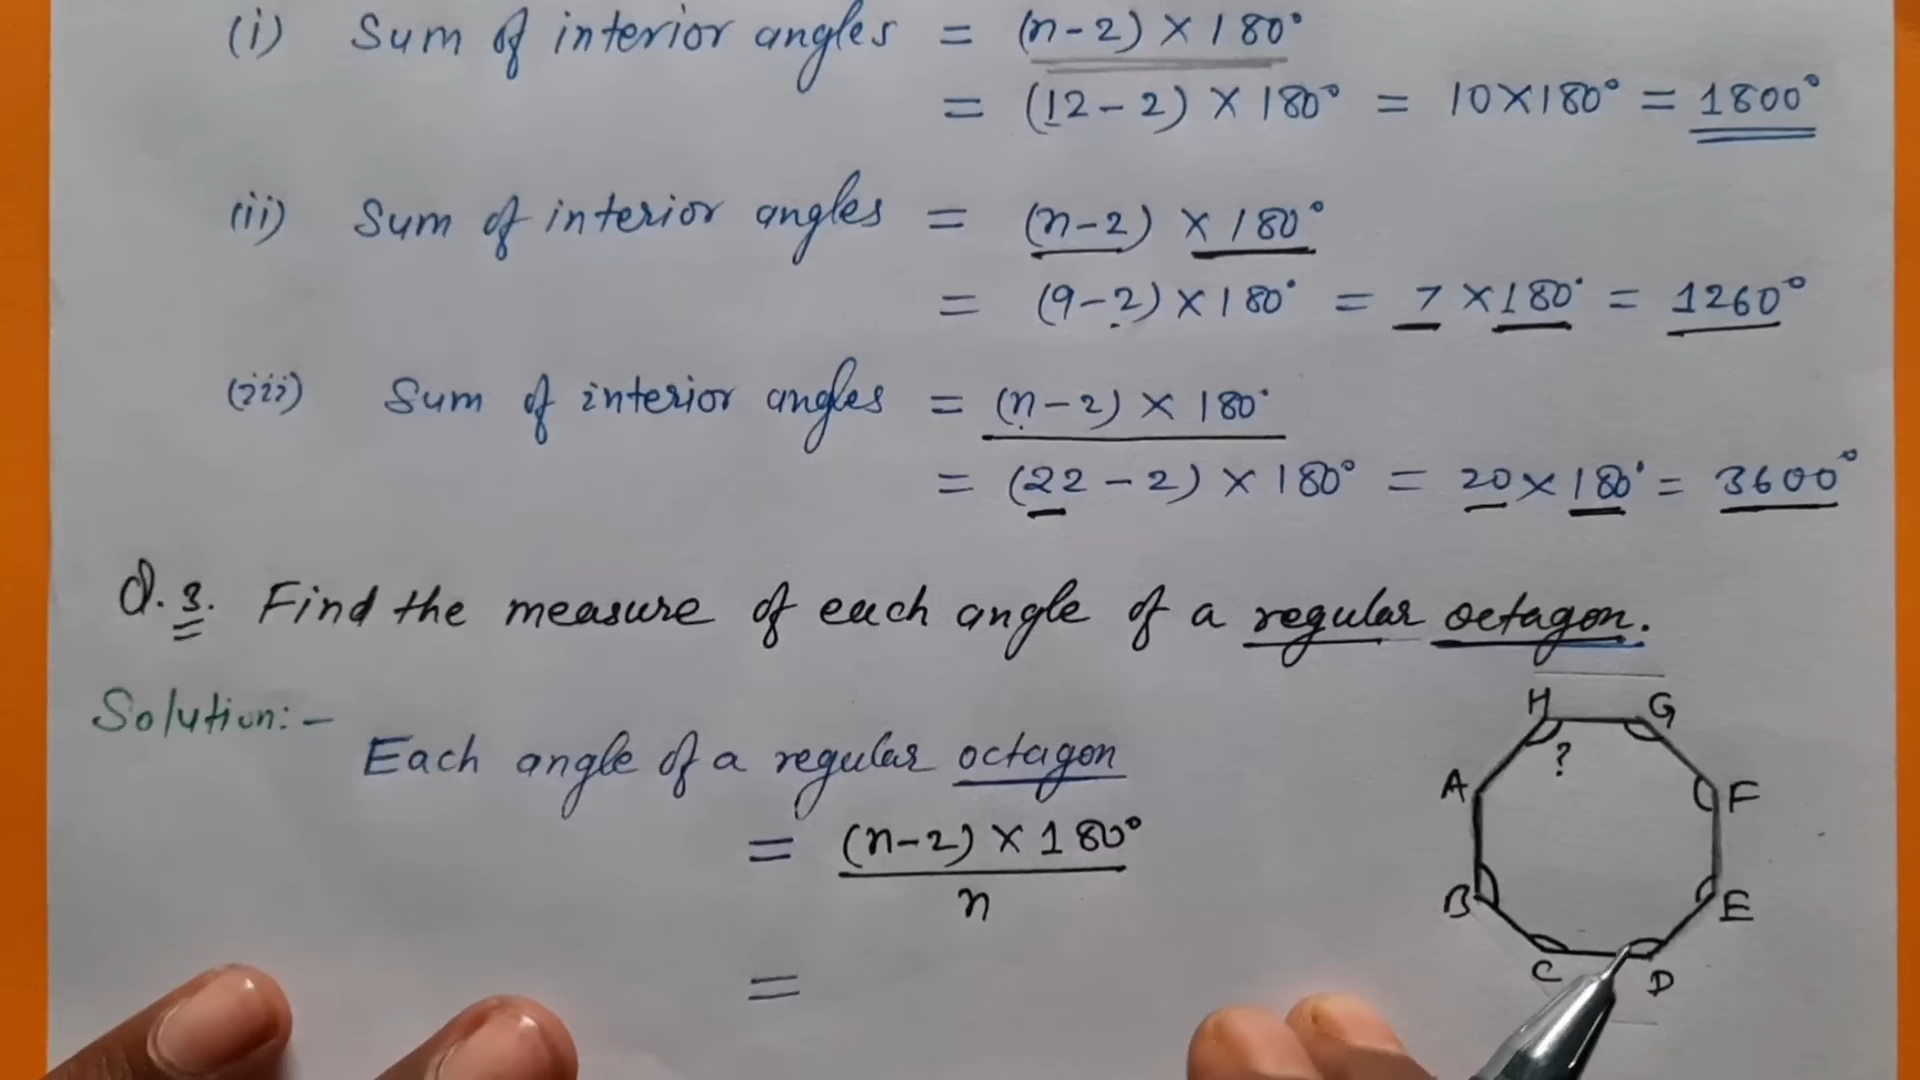 (i) Sum of interior angles = (n-2) × 180°
= (12-2) × 180° = 10×180° = 1800°
(ii) Sum of interior angles = (n-2) × 180°
= (9-2) × 180° = 7 × 180° = 1260°
(iii) Sum of interior angles = (n-2) × 180°
= (22-2) × 180° = 20 × 180° = 3600°
Q.3. Find the measure of each angle of a regular octagon.
Solution:-
Each angle of a regular octagon
= (n-2) × 180°
n
=
H G
?
A F
B E
C D